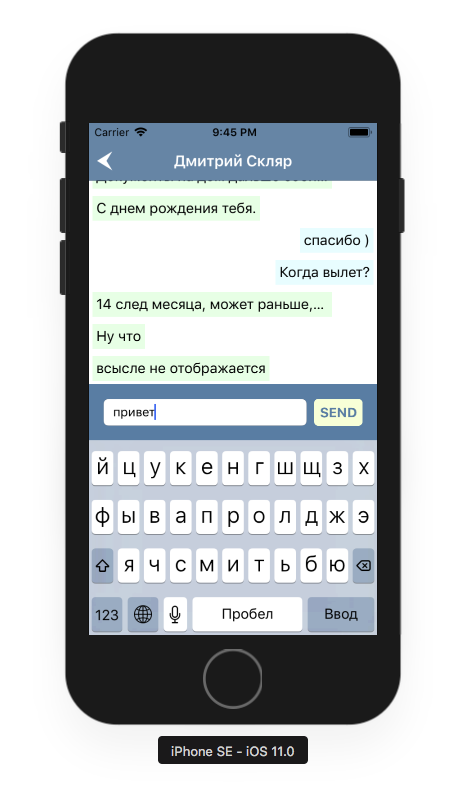 Carrier 9:45 PM
Дмитрий Скляр
С днем рождения тебя.
спасибо )
Когда вылет?
14 след месяца, может раньше,...
Ну что
всысле не отображается
привет SEND
й ц у к е н г ш щ з х
ф ы в а п р о л д ж э
я ч с м и т ь б ю
123 Пробел Ввод
iPhone SE - iOS 11.0